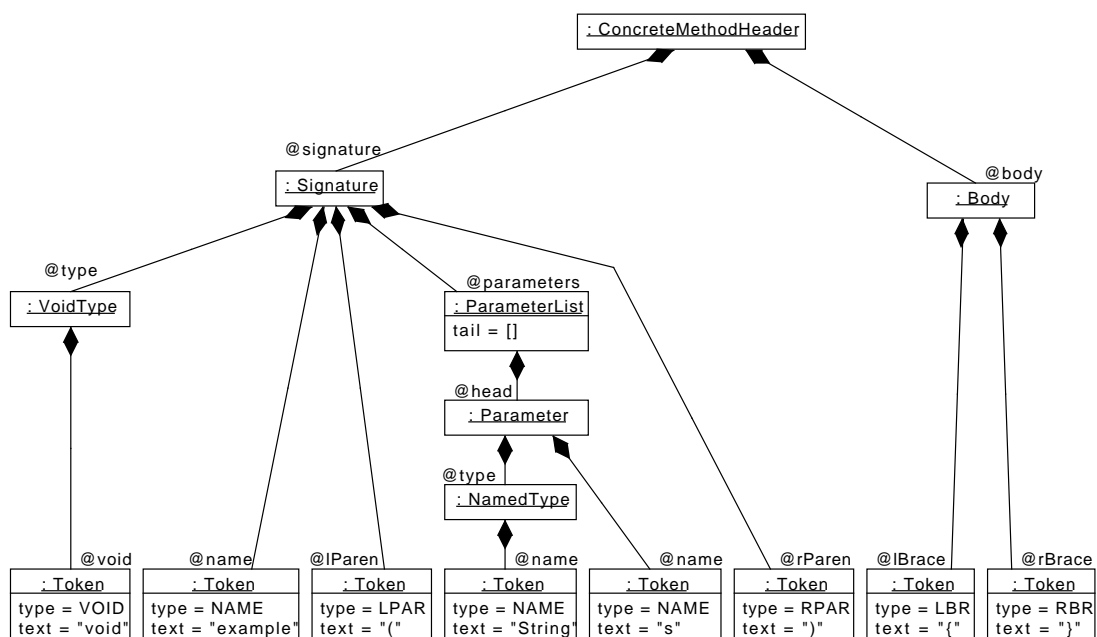 : ConcreteMethodHeader
@signature
: Signature
@body
: Body
@type
: VoidType
@parameters
: ParameterList
tail = []
@head
: Parameter
@type
: NamedType
@void
: Token
type = VOID
text = "void"
@name
: Token
type = NAME
text = "example"
@lParen
: Token
type = LPAR
text = "("
@name
: Token
type = NAME
text = "String"
@name
: Token
type = NAME
text = "s"
@rParen
: Token
type = RPAR
text = ")"
@lBrace
: Token
type = LBR
text = "{"
@rBrace
: Token
type = RBR
text = "}"